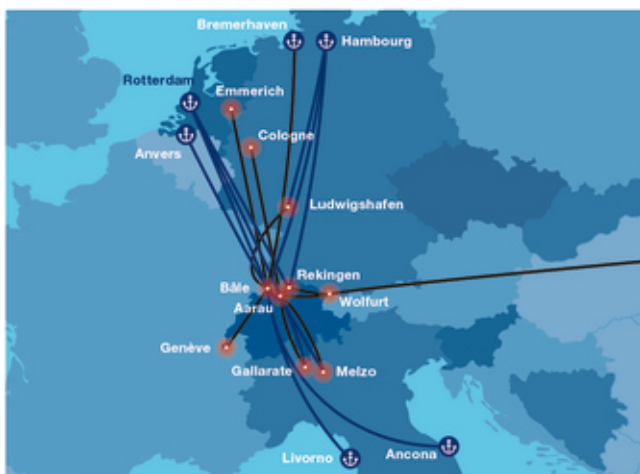 Bremerhaven
Hambourg
Rotterdam
Emmerich
Cologne
Anvers
Ludwigshafen
Rekingen
Bâle
Wolfurt
Aarau
Genève
Gallarate
Melzo
Livorno
Ancona